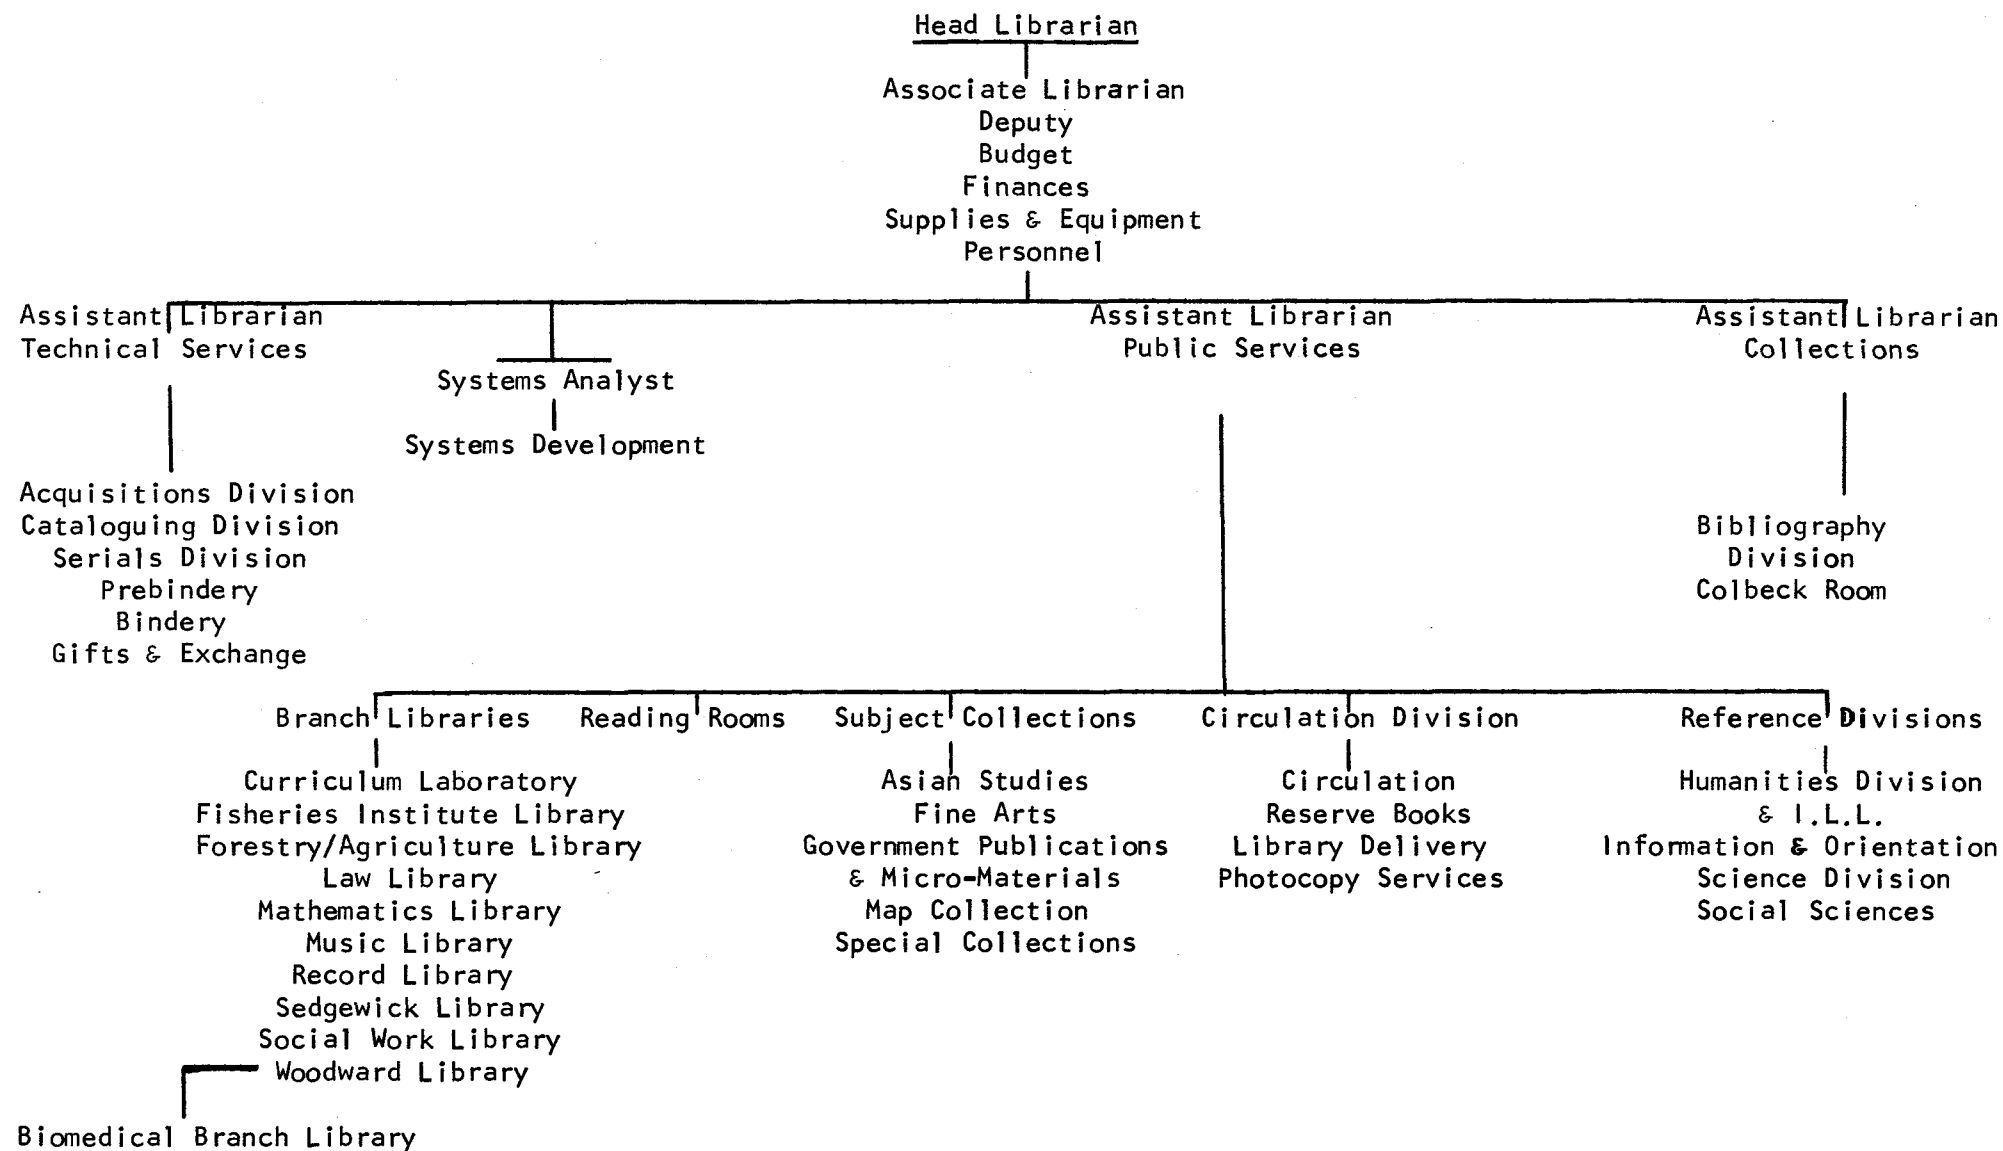 Head Librarian
Associate Librarian
Deputy
Budget
Finances
Supplies & Equipment
Personnel
Assistant Librarian
Technical Services
Systems Analyst
Systems Development
Assistant Librarian
Public Services
Assistant Librarian
Collections
Acquisitions Division
Cataloguing Division
Serials Division
Prebindery
Bindery
Gifts & Exchange
Bibliography
Division
Colbeck Room
Branch Libraries
Curriculum Laboratory
Fisheries Institute Library
Forestry/Agriculture Library
Law Library
Mathematics Library
Music Library
Record Library
Sedgewick Library
Social Work Library
Woodward Library
Biomedical Branch Library
Reading Rooms
Subject Collections
Asian Studies
Fine Arts
Government Publications
& Micro-Materials
Map Collection
Special Collections
Circulation Division
Circulation
Reserve Books
Library Delivery
Photocopy Services
Reference Divisions
Humanities Division
& I.L.L.
Information & Orientation
Science Division
Social Sciences